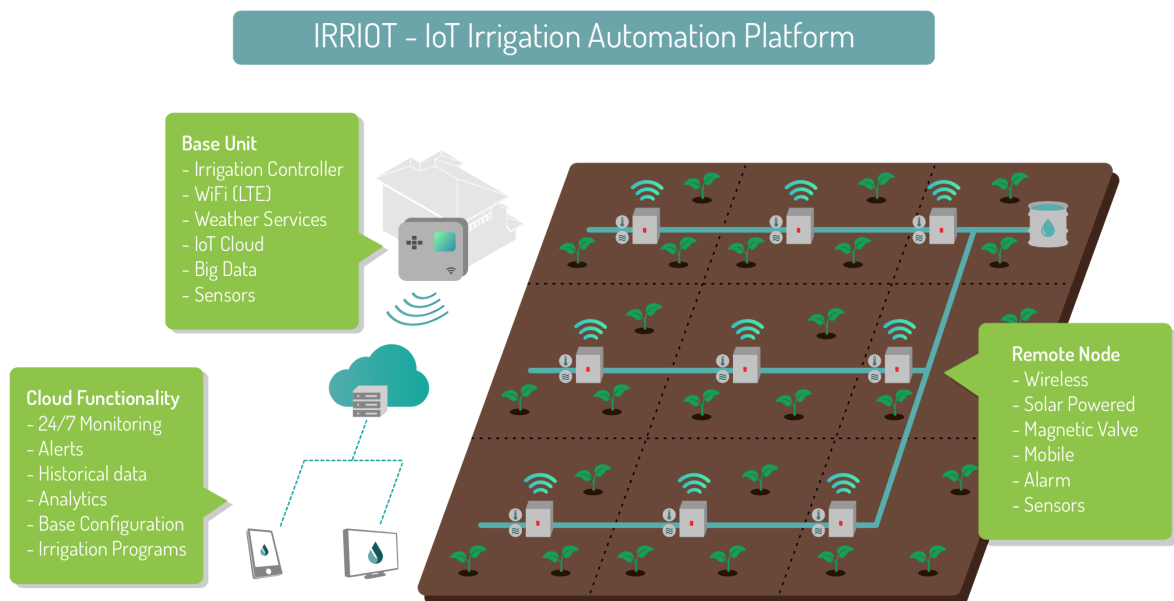 IRRIOT - IoT Irrigation Automation Platform
Base Unit
- Irrigation Controller
- WiFi (LTE)
- Weather Services
- IoT Cloud
- Big Data
- Sensors
Cloud Functionality
- 24/7 Monitoring
- Alerts
- Historical data
- Analytics
- Base Configuration
- Irrigation Programs
Remote Node
- Wireless
- Solar Powered
- Magnetic Valve
- Mobile
- Alarm
- Sensors